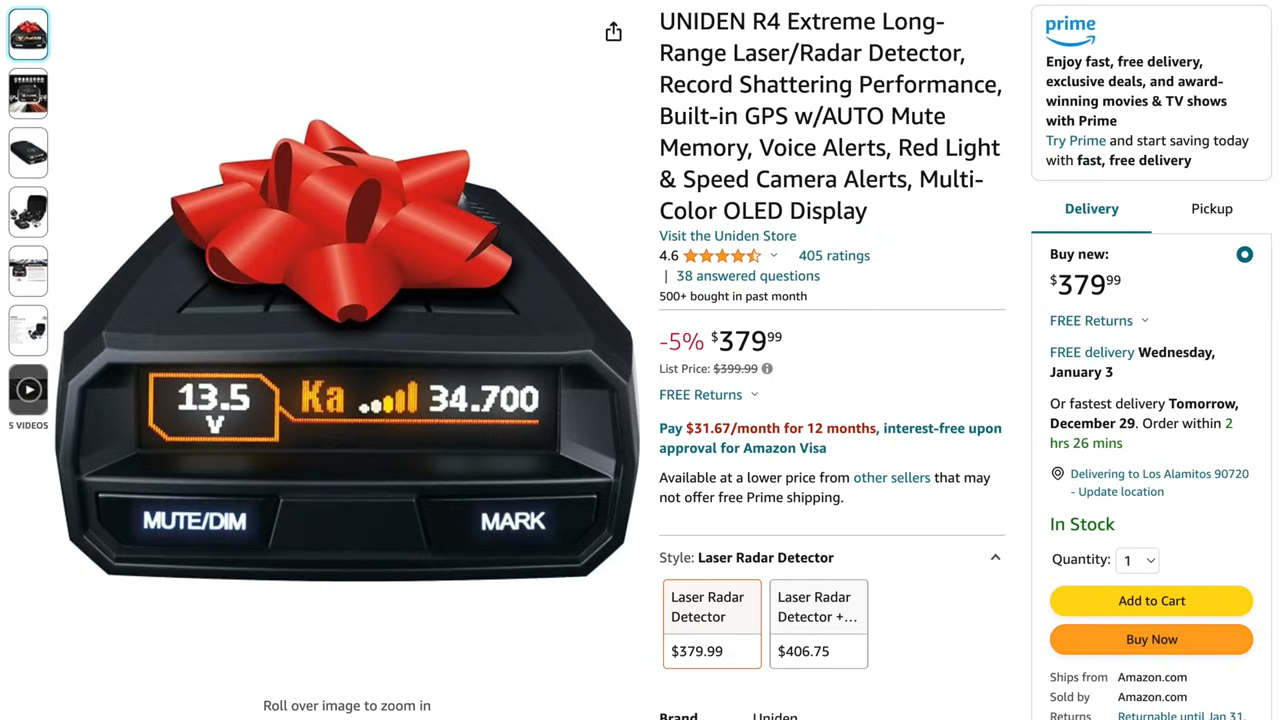 5 VIDEOS
13.5
V
Ka
34.700
MUTE/DIM
MARK
Roll over image to zoom in
UNIDEN R4 Extreme Long-
Range Laser/Radar Detector,
Record Shattering Performance,
Built-in GPS w/AUTO Mute
Memory, Voice Alerts, Red Light
& Speed Camera Alerts, Multi-
Color OLED Display
Visit the Uniden Store
4.6 405 ratings
| 38 answered questions
500+ bought in past month
-5% $37999
List Price: $399.99
FREE Returns
Pay $31.67/month for 12 months, interest-free upon
approval for Amazon Visa
Available at a lower price from other sellers that may
not offer free Prime shipping.
Style: Laser Radar Detector
Laser Radar
Detector
$379.99
Laser Radar
Detector +...
$406.75
Brand Uniden
prime
Enjoy fast, free delivery,
exclusive deals, and award-
winning movies & TV shows
with Prime
Try Prime and start saving today
with fast, free delivery
Delivery Pickup
Buy new:
$37999
FREE Returns
FREE delivery Wednesday,
January 3
Or fastest delivery Tomorrow,
December 29. Order within 2
hrs 26 mins
Delivering to Los Alamitos 90720
- Update location
In Stock
Quantity: 1
Add to Cart
Buy Now
Ships from Amazon.com
Sold by Amazon.com
Returns Returnable until Jan 31,